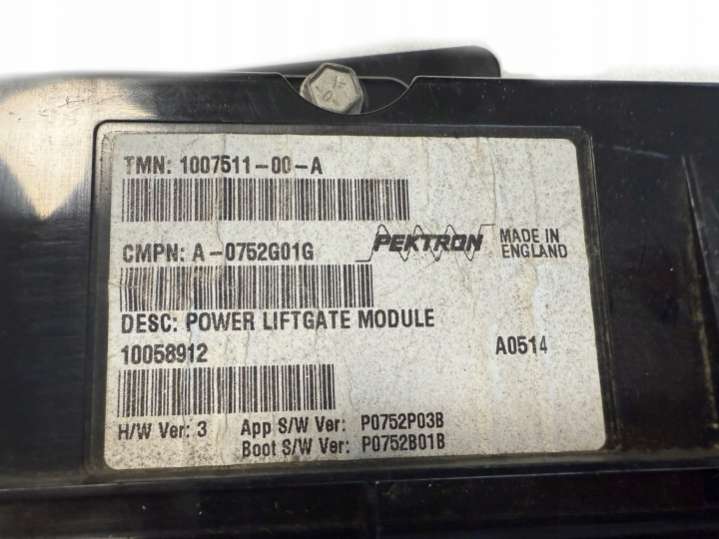 TMN: 1007511-00-A
CMPN: A-0752G01G
PEKTRON
MADE IN
ENGLAND
DESC: POWER LIFTGATE MODULE
10058912
A0514
H/W Ver: 3 App S/W Ver: P0752P03B
Boot S/W Ver: P0752B01B